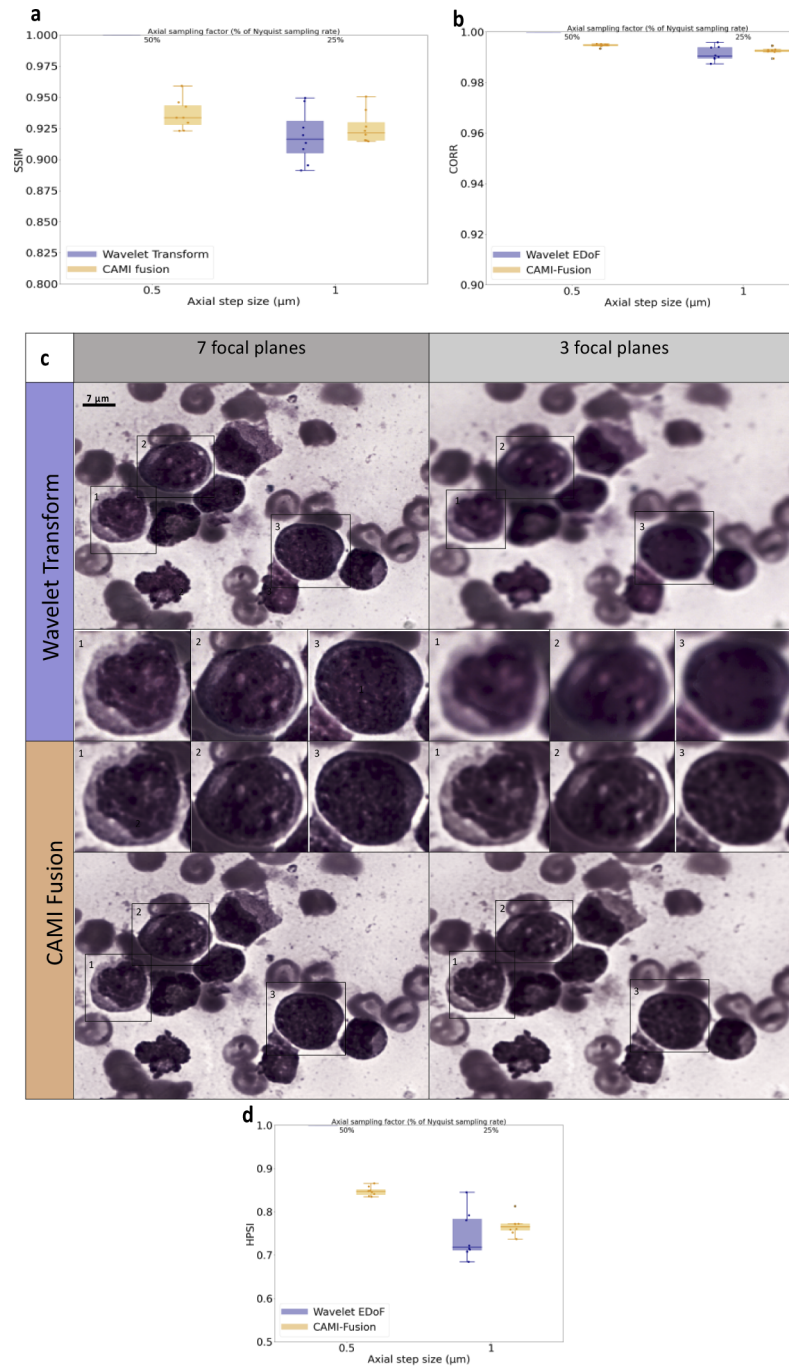 a
Axial sampling factor (% of Nyquist sampling rate)
50% 25%
1.000
0.975
0.950
0.925
0.900
0.875
0.850
0.825
0.800
SSIM
Wavelet Transform
CAMI fusion
0.5 1
Axial step size (μm)
b
Axial sampling factor (% of Nyquist sampling rate)
50% 25%
1.00
0.98
0.96
0.94
0.92
0.90
CORR
Wavelet EDoF
CAMI-Fusion
0.5 1
Axial step size (μm)
c
7 focal planes 3 focal planes
Wavelet Transform
7 μm
2 2
1 1
3 3
1 2 3 1 2 3
CAMI Fusion
1 2 3 1 2 3
2 2
1 1
3 3
d
Axial sampling factor (% of Nyquist sampling rate)
50% 25%
1.0
0.9
0.8
0.7
0.6
0.5
HPSI
Wavelet EDoF
CAMI-Fusion
0.5 1
Axial step size (μm)